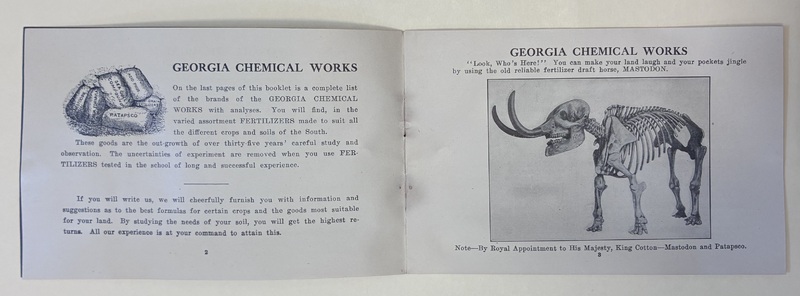 GEORGIA CHEMICAL WORKS
On the last pages of this booklet is a complete list
of the brands of the GEORGIA CHEMICAL
WORKS with analyses. You will find, in the
varied assortment FERTILIZERS made to suit all
the different crops and soils of the South.
These goods are the out-growth of over thirty-five years' careful study and
observation. The uncertainties of experiment are removed when you use FER-
TILIZERS tested in the school of long and successful experience.
PATAPSCO
If you will write us, we will cheerfully furnish you with information and
suggestions as to the best formulas for certain crops and the goods most suitable
for your land. By studying the needs of your soil, you will get the highest re-
turns. All our experience is at your command to attain this.
2
GEORGIA CHEMICAL WORKS
"Look, Who's Here!" You can make your land laugh and your pockets jingle
by using the old reliable fertilizer draft horse, MASTODON.
Note—By Royal Appointment to His Majesty, King Cotton—Mastodon and Patapsco.
3